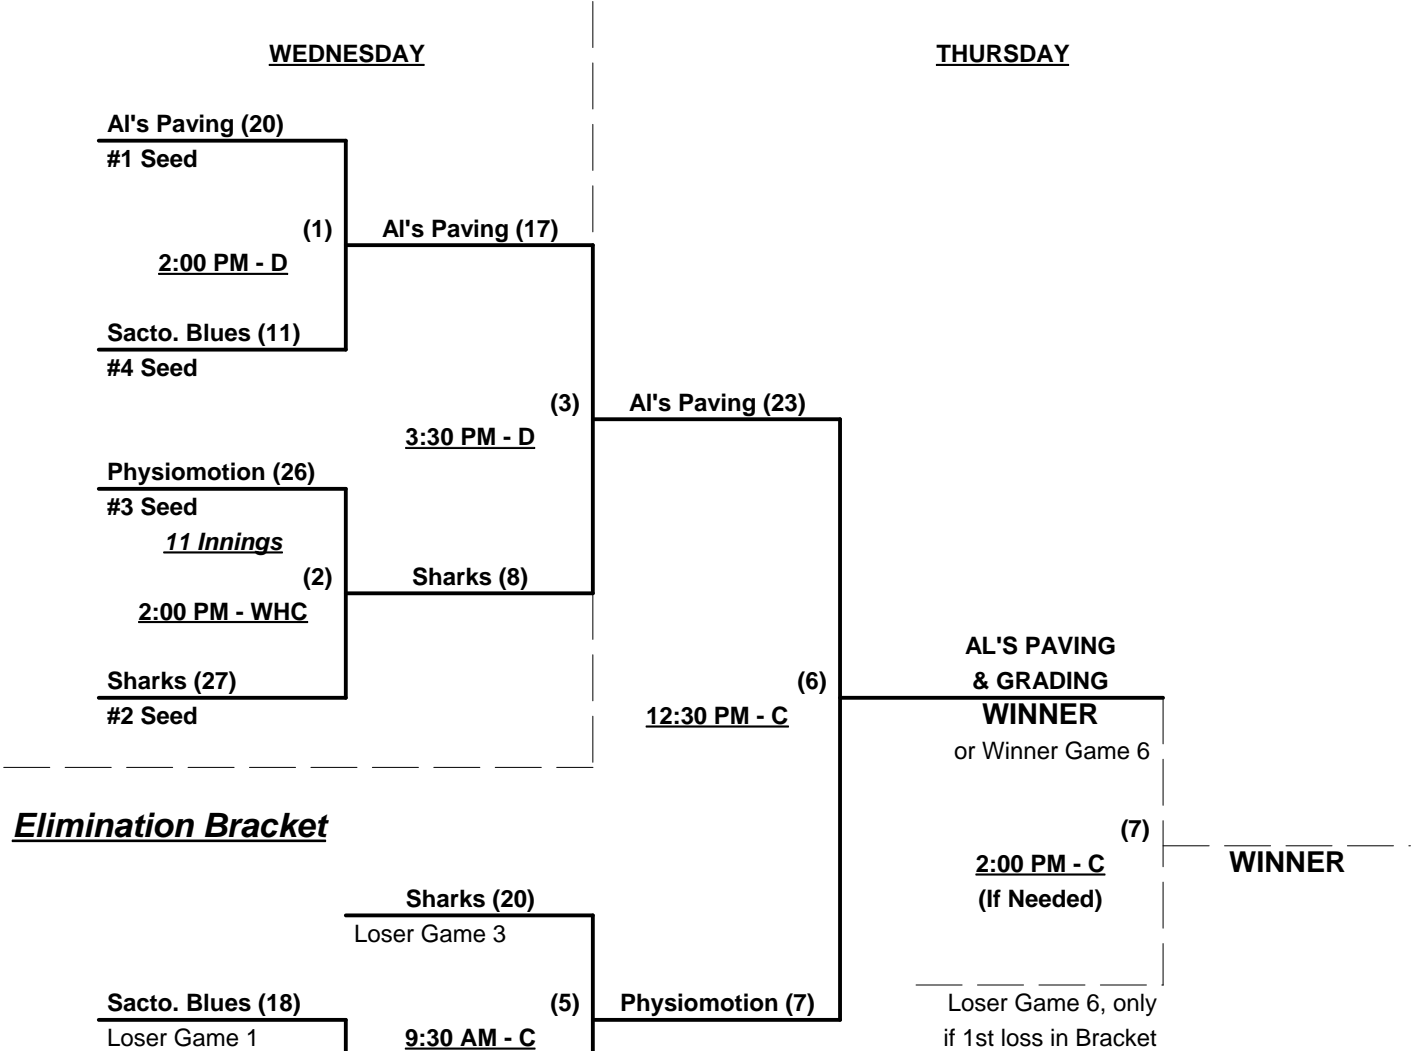 WEDNESDAY
THURSDAY
Al's Paving (20)
#1 Seed
(1)
Al's Paving (17)
2:00 PM - D
Sacto. Blues (11)
#4 Seed
(3)
Al's Paving (23)
3:30 PM - D
Physiomotion (26)
#3 Seed
11 Innings
(2)
Sharks (8)
2:00 PM - WHC
Sharks (27)
#2 Seed
(6)
12:30 PM - C
AL'S PAVING
& GRADING
WINNER
or Winner Game 6
Elimination Bracket
(7)
2:00 PM - C
(If Needed)
WINNER
Sharks (20)
Loser Game 3
Sacto. Blues (18)
Loser Game 1
(5)
9:30 AM - C
Physiomotion (7)
Loser Game 6, only
if 1st loss in Bracket